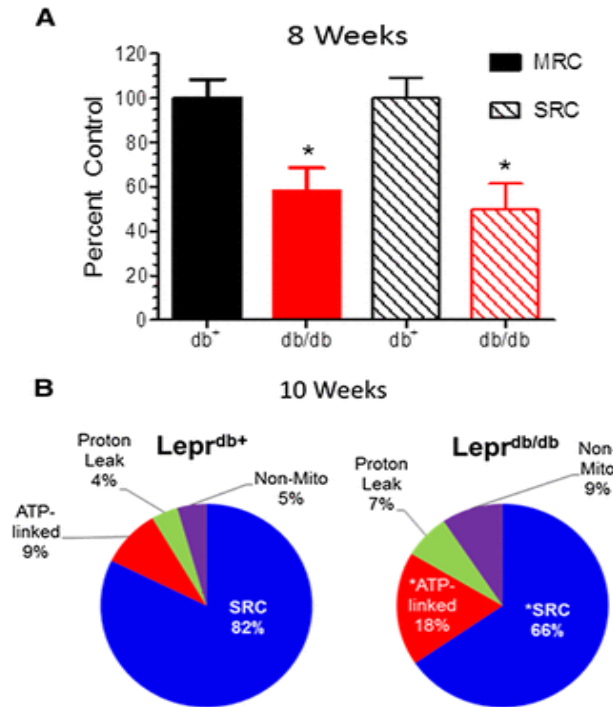 A
8 Weeks
MRC
SRC
Percent Control
120
100
80
60
40
20
0
*
*
db⁺
db/db
db⁺
db/db
B
10 Weeks
Lepr^db+
Proton
Leak
4%
Non-Mito
5%
ATP-
linked
9%
SRC
82%
Lepr^db/db
Proton
Leak
7%
Non-
Mito
9%
*ATP-
linked
18%
*SRC
66%